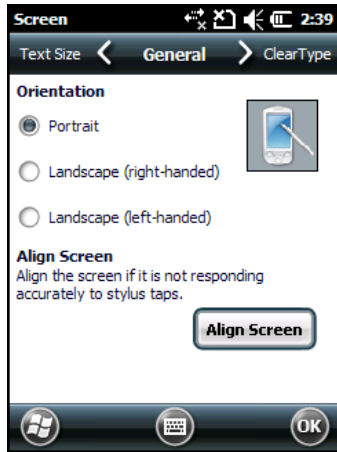 Screen 2:39
Text Size General ClearType
Orientation
Portrait
Landscape (right-handed)
Landscape (left-handed)
Align Screen
Align the screen if it is not responding
accurately to stylus taps.
Align Screen
OK